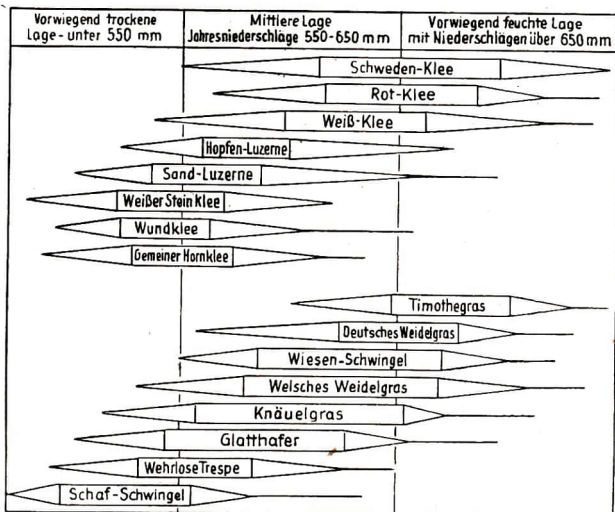 Vorwiegend trockene
Lage - unter 550 mm
Mittlere Lage
Jahresniederschläge 550-650 mm
Vorwiegend feuchte Lage
mit Niederschlägen über 650 mm
Schweden-Klee
Rot-Klee
Weiß-Klee
Hopfen-Luzerne
Sand-Luzerne
Weißer Steinklee
Wundklee
Gemeiner Hornklee
Timothegras
Deutsches Weidelgras
Wiesen-Schwingel
Welsches Weidelgras
Knäuelgras
Glatthafer
Wehrlose Trespe
Schaf-Schwingel